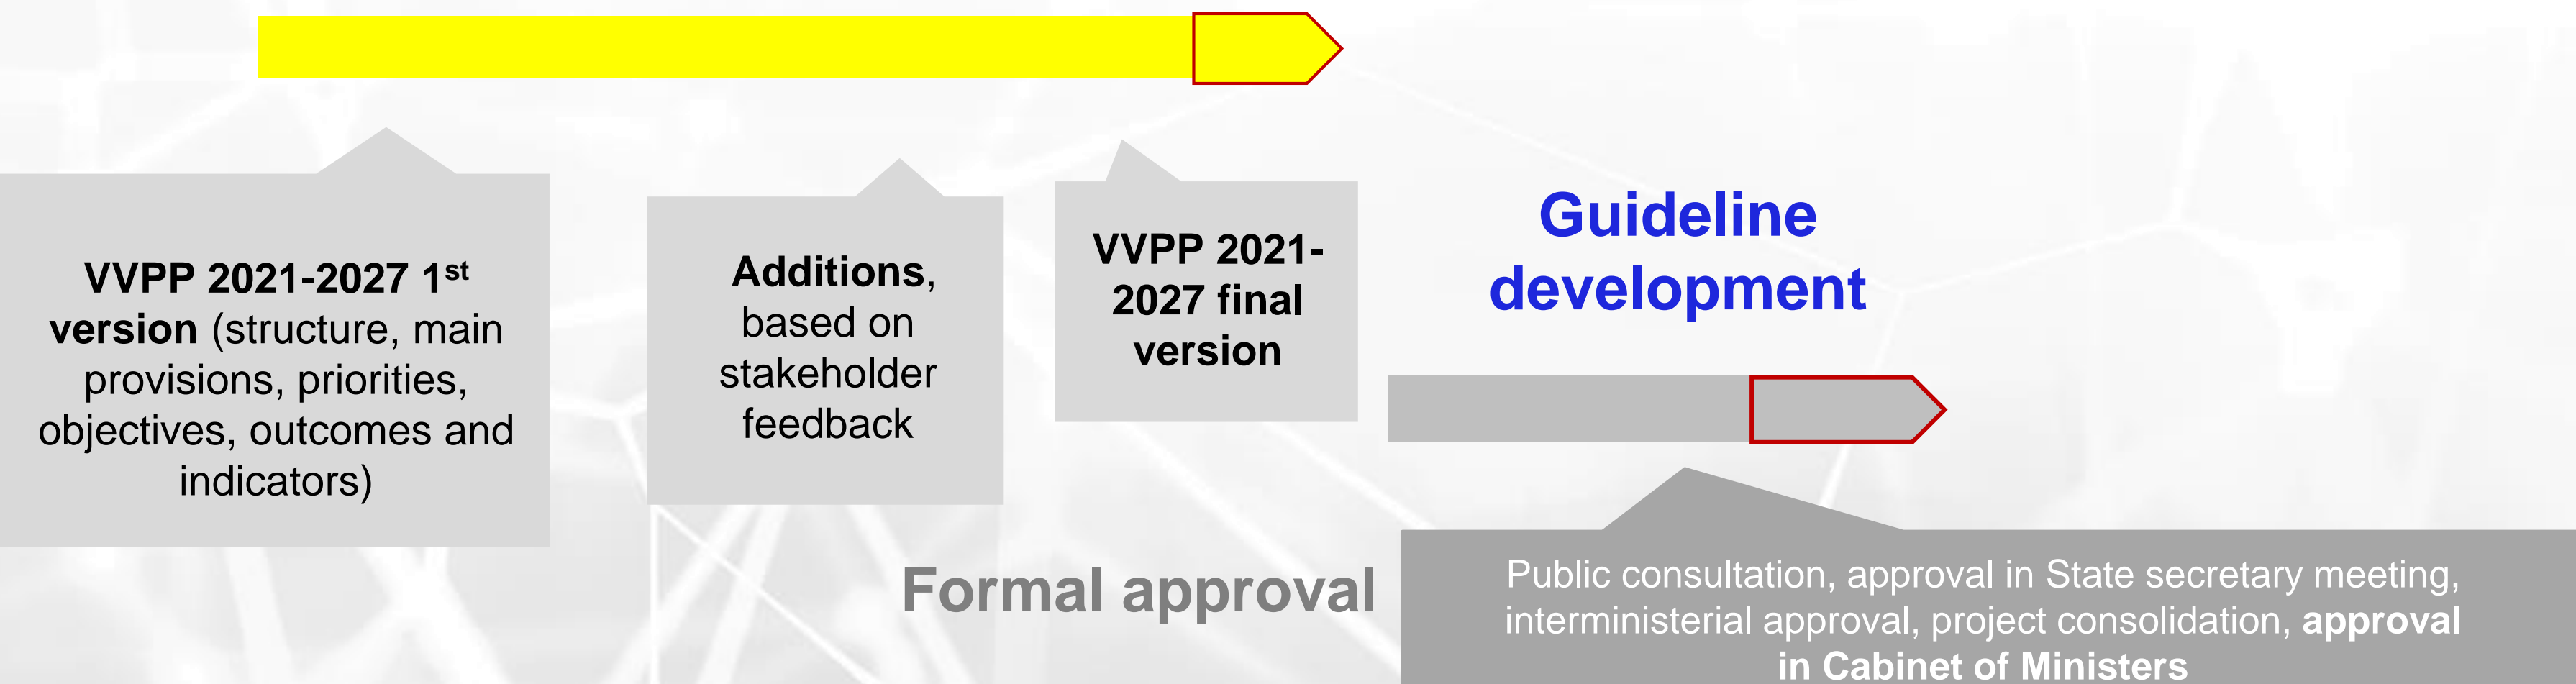 VVPP 2021-2027 1st
version (structure, main
provisions, priorities,
objectives, outcomes and
indicators)
Additions,
based on
stakeholder
feedback
VVPP 2021-
2027 final
version
Guideline
development
Formal approval
Public consultation, approval in State secretary meeting,
interministerial approval, project consolidation, approval
in Cabinet of Ministers